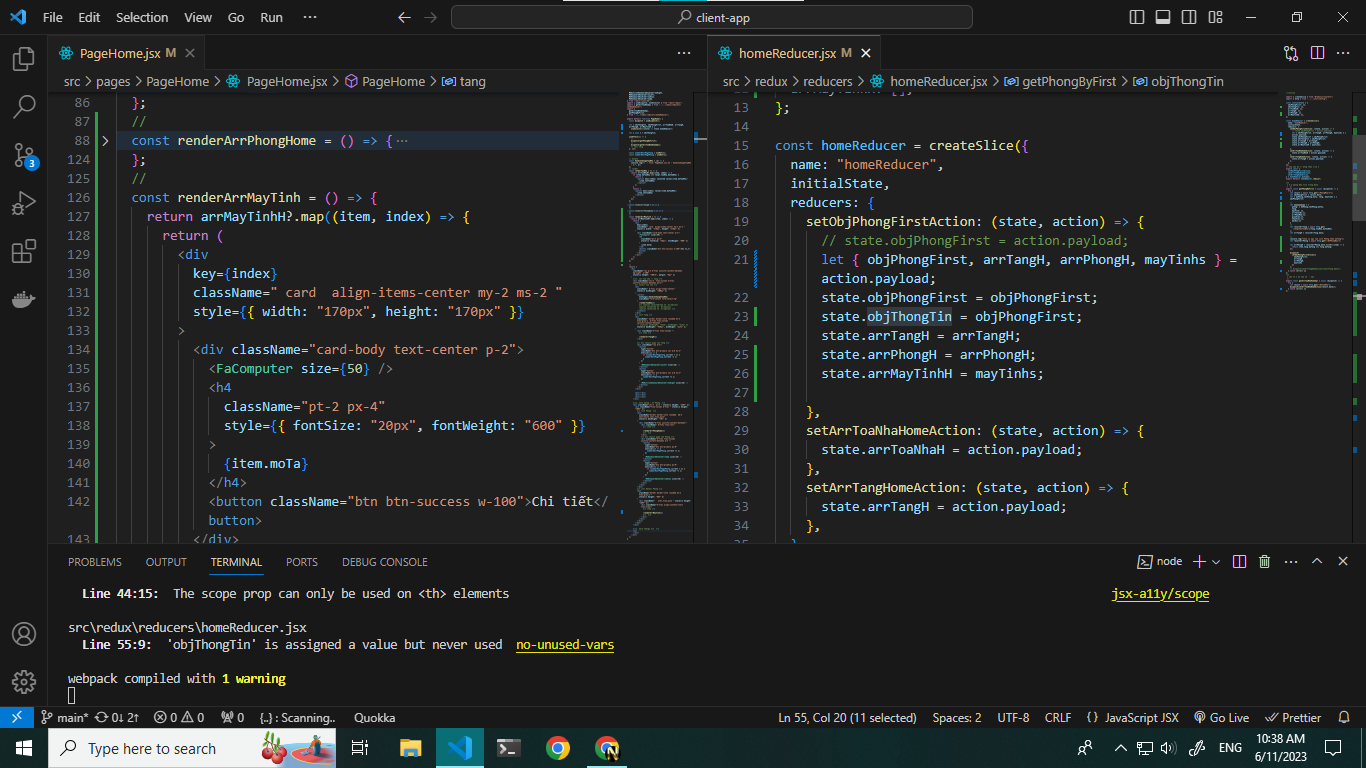 File Edit Selection View Go Run ··· client-app
PageHome.jsx M
src > pages > PageHome > PageHome.jsx > PageHome > tang
86 };
87 //
88 const renderArrPhongHome = () => { ···
124 };
125 //
126 const renderArrMayTinh = () => {
127 return arrMayTinhH?.map((item, index) => {
128 return (
129 <div
130 key={index}
131 className=" card  align-items-center my-2 ms-2 "
132 style={{ width: "170px", height: "170px" }}
133 >
134 <div className="card-body text-center p-2">
135 <FaComputer size={50} />
136 <h4
137 className="pt-2 px-4"
138 style={{ fontSize: "20px", fontWeight: "600" }}
139 >
140 {item.moTa}
141 </h4>
142 <button className="btn btn-success w-100">Chi tiết</
button>
143 </div>
homeReducer.jsx M
src > redux > reducers > homeReducer.jsx > getPhongByFirst > objThongTin
13 };
14
15 const homeReducer = createSlice({
16 name: "homeReducer",
17 initialState,
18 reducers: {
19 setObjPhongFirstAction: (state, action) => {
20 // state.objPhongFirst = action.payload;
21 let { objPhongFirst, arrTangH, arrPhongH, mayTinhs } =
action.payload;
22 state.objPhongFirst = objPhongFirst;
23 state.objThongTin = objPhongFirst;
24 state.arrTangH = arrTangH;
25 state.arrPhongH = arrPhongH;
26 state.arrMayTinhH = mayTinhs;
27
28 },
29 setArrToaNhaHomeAction: (state, action) => {
30 state.arrToaNhaH = action.payload;
31 },
32 setArrTangHomeAction: (state, action) => {
33 state.arrTangH = action.payload;
34 },
3
PROBLEMS OUTPUT TERMINAL PORTS DEBUG CONSOLE node
Line 44:15:  The scope prop can only be used on <th> elements jsx-a11y/scope
src\redux\reducers\homeReducer.jsx
Line 55:9:  'objThongTin' is assigned a value but never used  no-unused-vars
webpack compiled with 1 warning
main* 0↓ 2↑ 0 0 0 {..} : Scanning.. Quokka Ln 55, Col 20 (11 selected) Spaces: 2 UTF-8 CRLF {} JavaScript JSX Go Live Prettier
Type here to search ENG 10:38 AM
6/11/2023